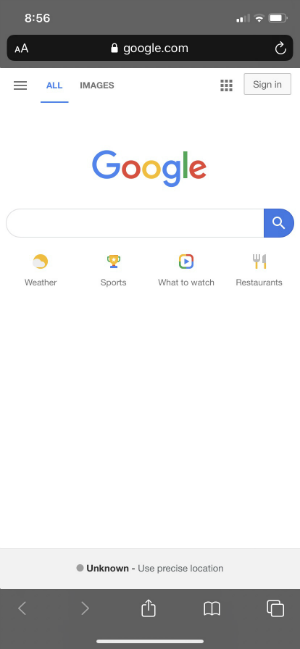 8:56
AA google.com
ALL IMAGES Sign in
Google
Weather Sports What to watch Restaurants
Unknown - Use precise location